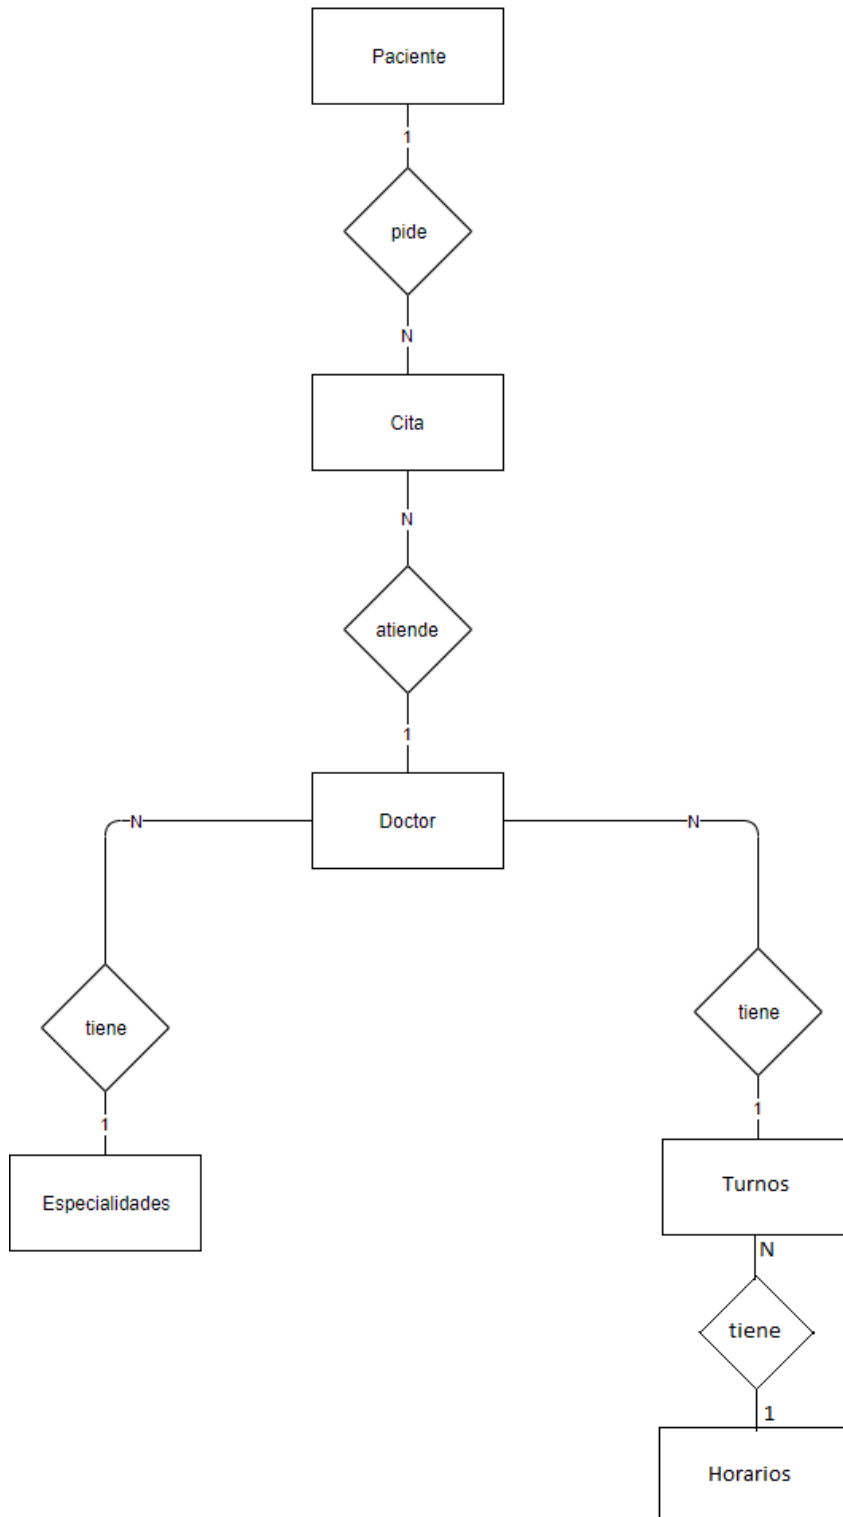 Paciente
1
pide
N
Cita
N
atiende
1
Doctor
N
N
tiene
tiene
1
1
Especialidades
Turnos
N
tiene
1
Horarios